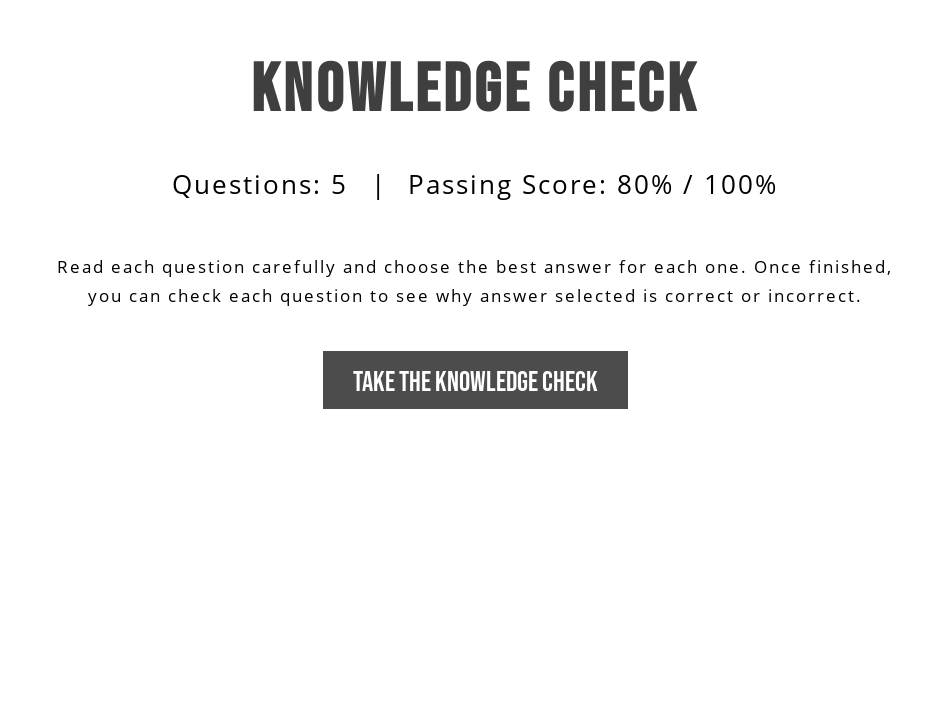 KNOWLEDGE CHECK
Questions: 5 | Passing Score: 80% / 100%
Read each question carefully and choose the best answer for each one. Once finished,
you can check each question to see why answer selected is correct or incorrect.
TAKE THE KNOWLEDGE CHECK